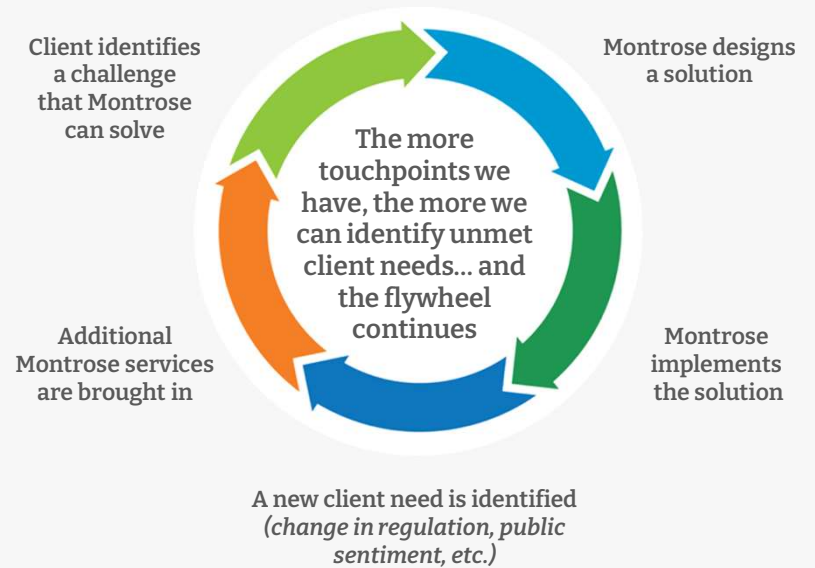 Client identifies
a challenge
that Montrose
can solve
Montrose designs
a solution
The more
touchpoints we
have, the more we
can identify unmet
client needs... and
the flywheel
continues
Additional
Montrose services
are brought in
Montrose
implements
the solution
A new client need is identified
(change in regulation, public
sentiment, etc.)